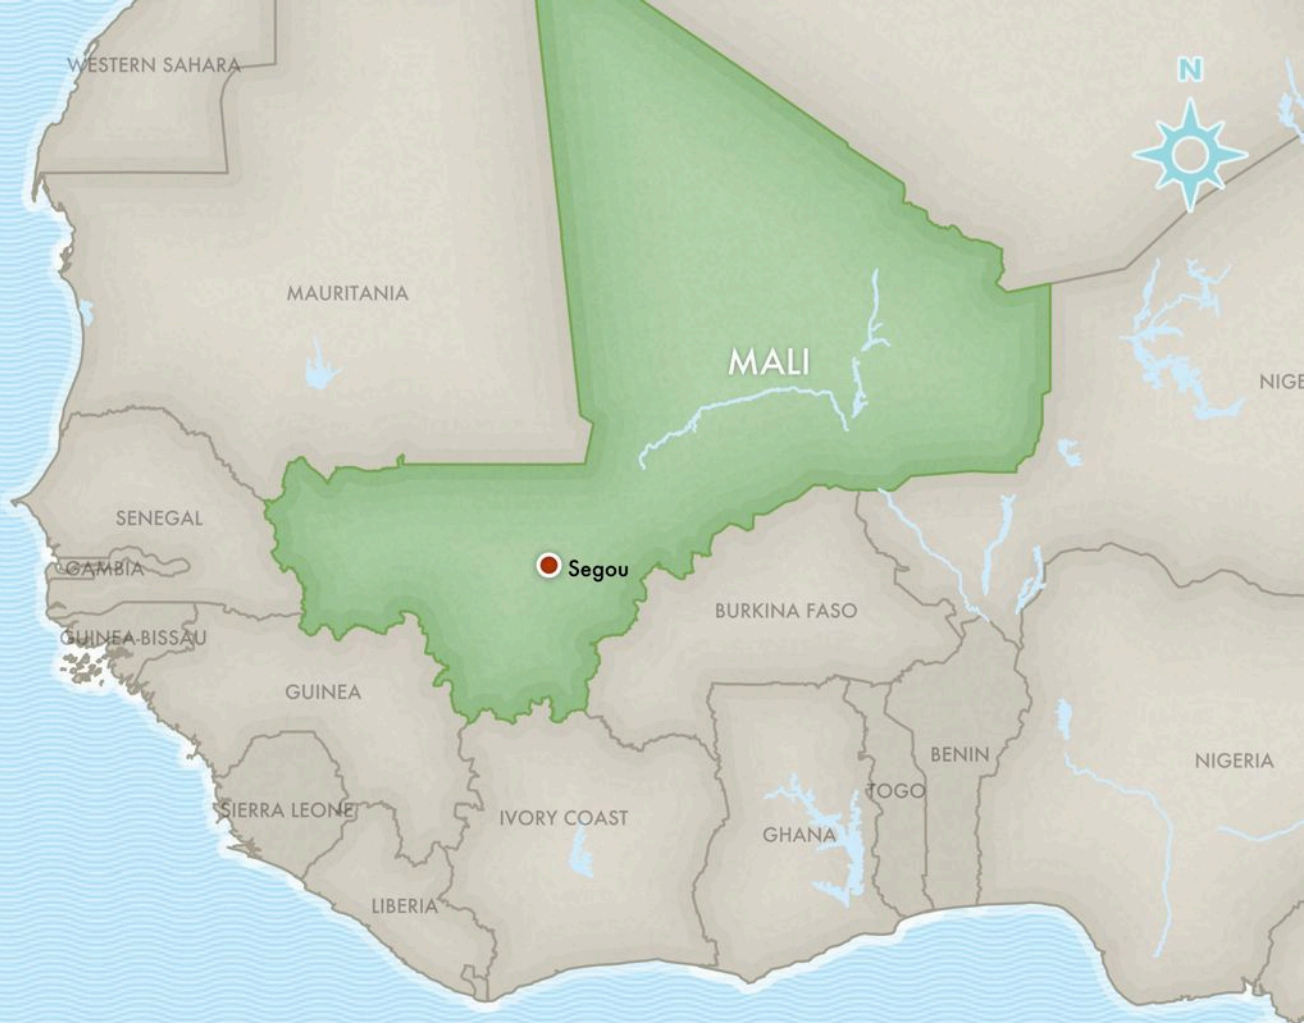 N
WESTERN SAHARA
MAURITANIA
MALI
NIGE
SENEGAL
GAMBIA
Segou
BURKINA FASO
GUINEA-BISSAU
GUINEA
BENIN
NIGERIA
TOGO
SIERRA LEONE
IVORY COAST
GHANA
LIBERIA